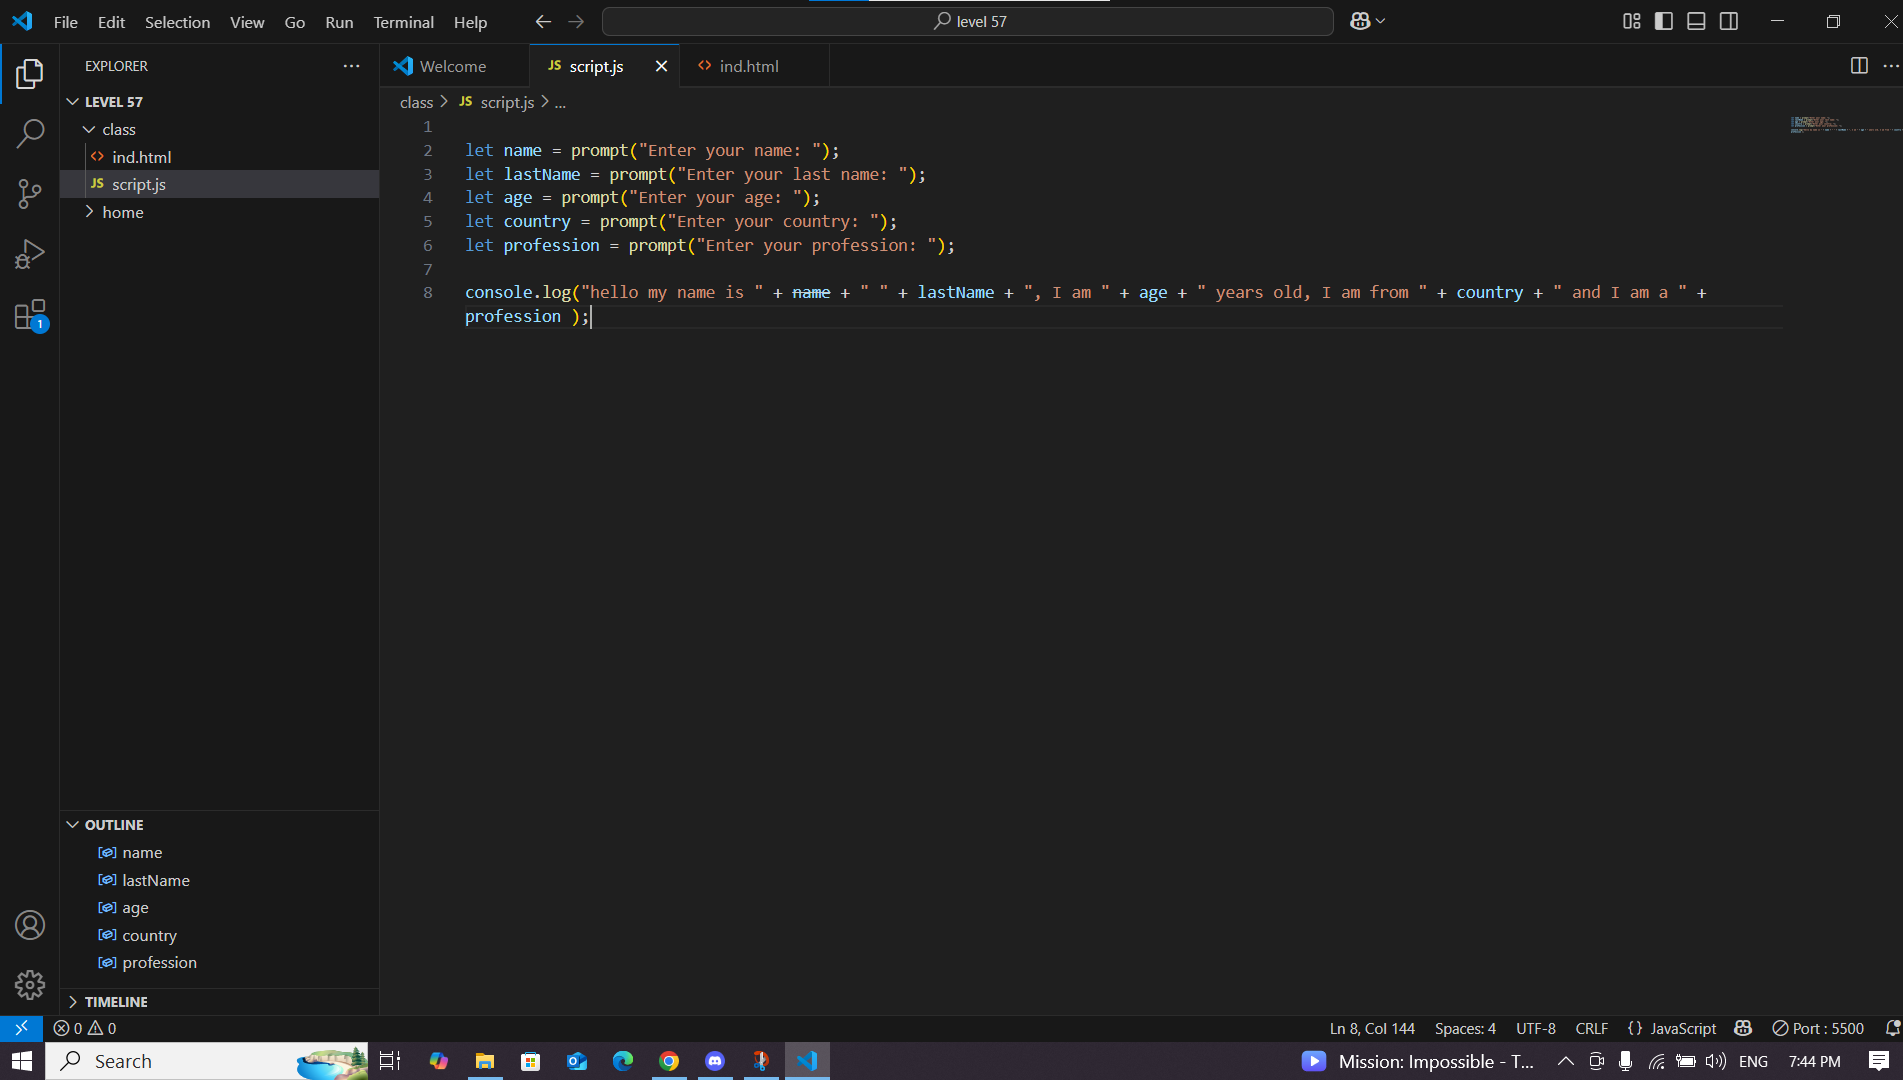 File Edit Selection View Go Run Terminal Help
level 57
EXPLORER
Welcome
JS script.js
<> ind.html
LEVEL 57
class
<> ind.html
JS script.js
home
class > JS script.js > ...
1
2 let name = prompt("Enter your name: ");
3 let lastName = prompt("Enter your last name: ");
4 let age = prompt("Enter your age: ");
5 let country = prompt("Enter your country: ");
6 let profession = prompt("Enter your profession: ");
7
8 console.log("hello my name is " + name + " " + lastName + ", I am " + age + " years old, I am from " + country + " and I am a " +
profession );
1
OUTLINE
name
lastName
age
country
profession
TIMELINE
0 0
Ln 8, Col 144 Spaces: 4 UTF-8 CRLF {} JavaScript Port : 5500
Search
Mission: Impossible - T...
ENG
7:44 PM